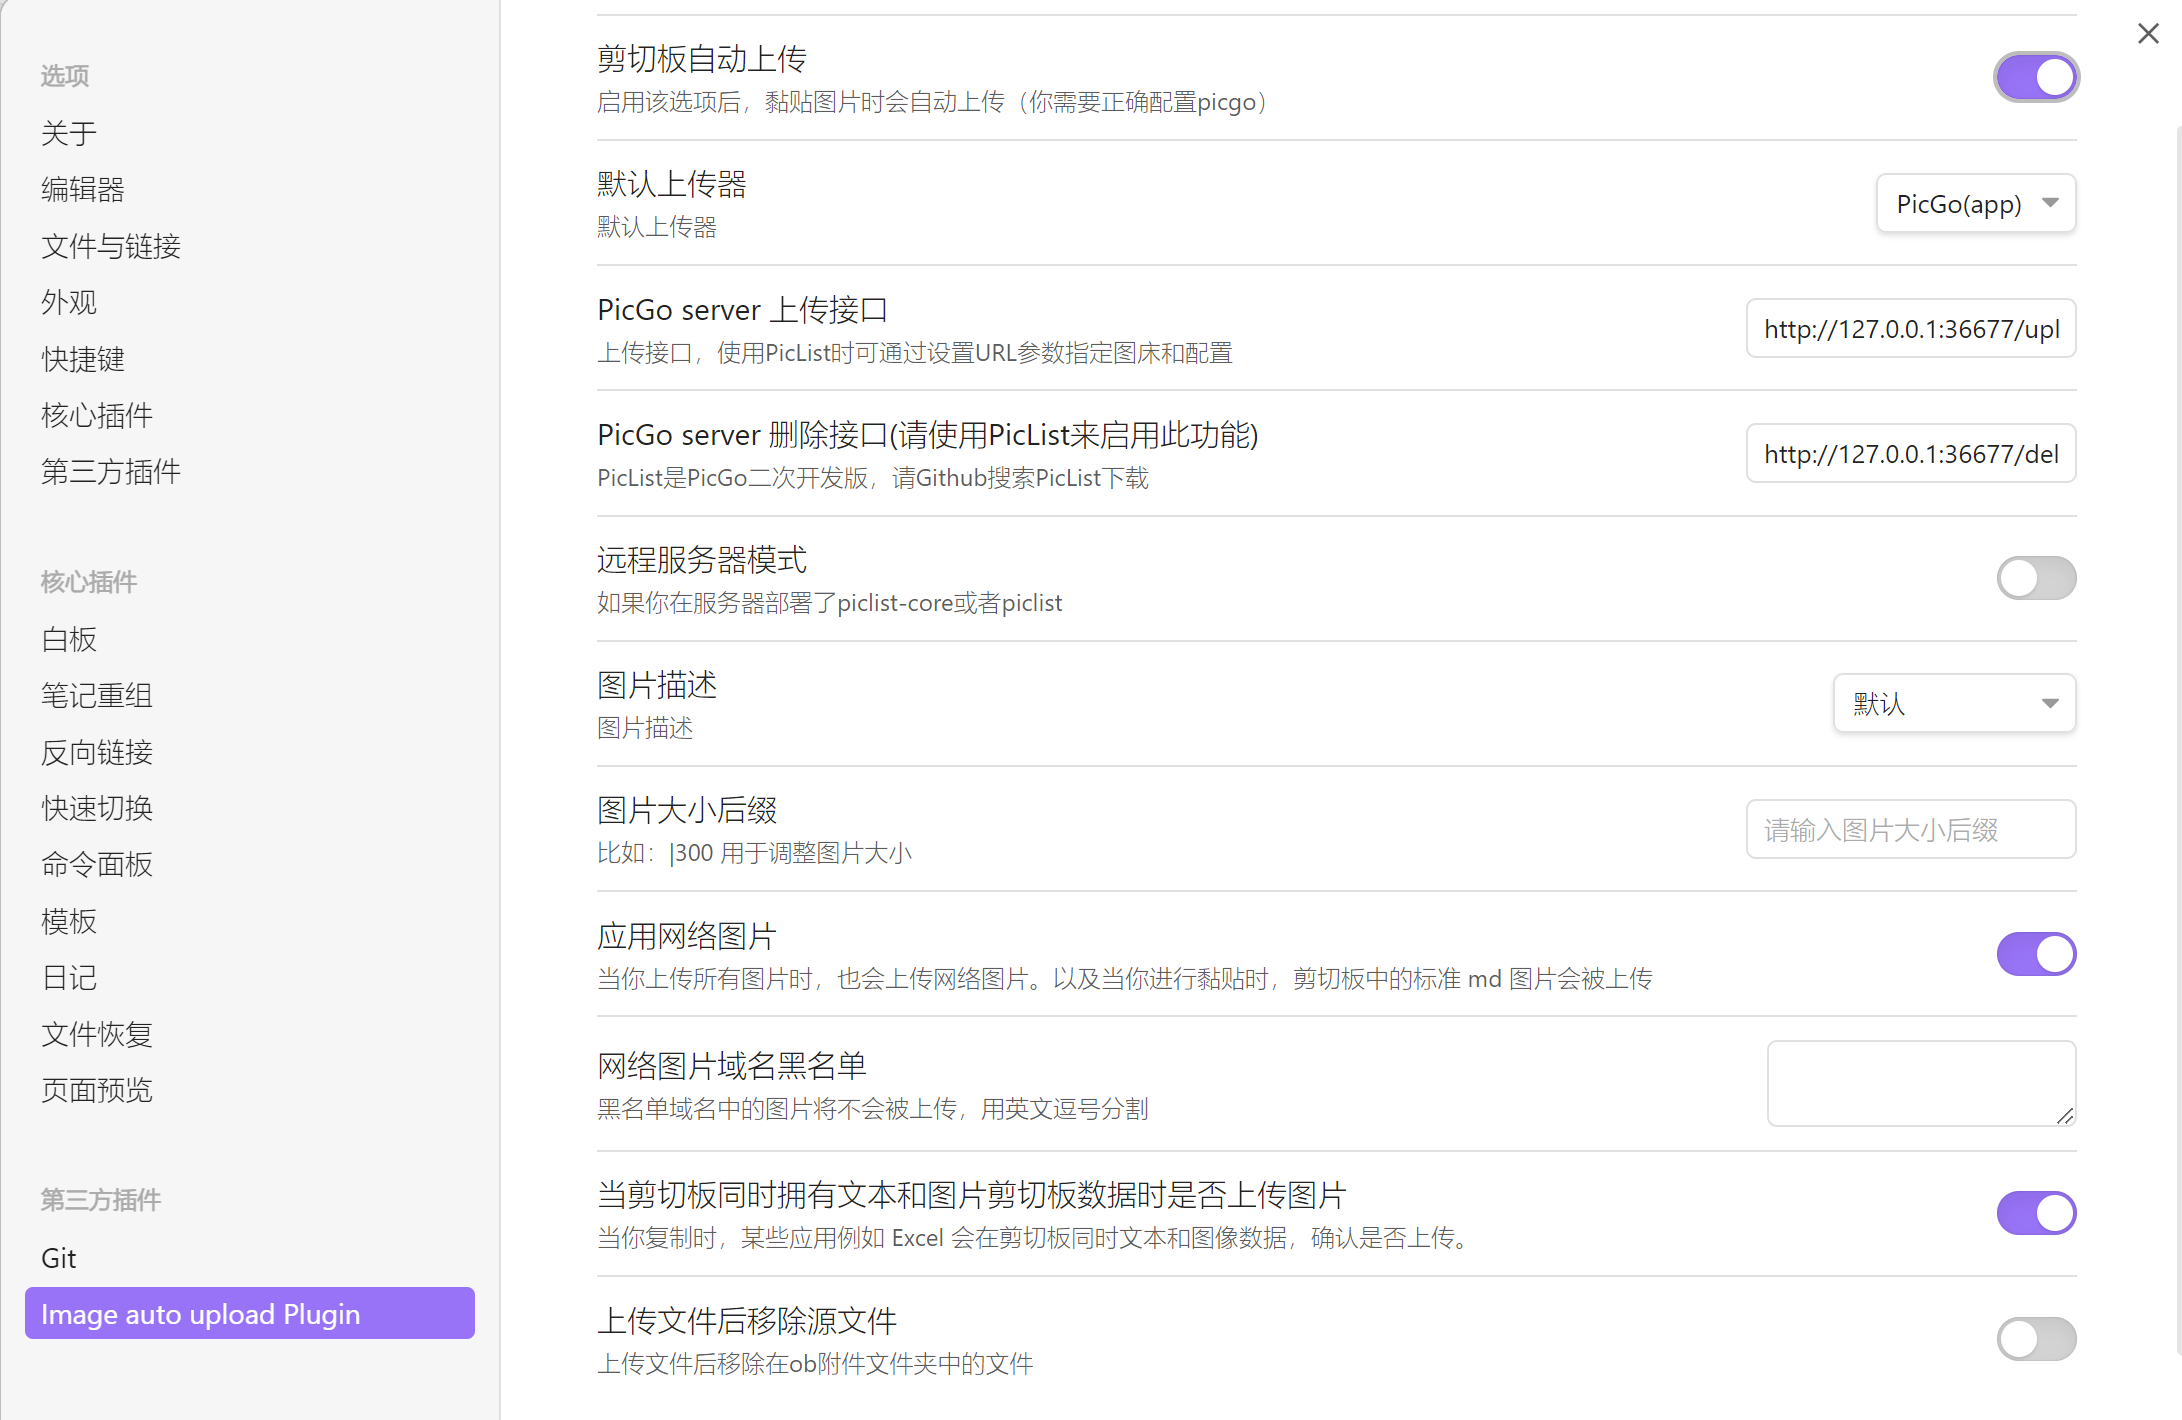 选项
关于
编辑器
文件与链接
外观
快捷键
核心插件
第三方插件
核心插件
白板
笔记重组
反向链接
快速切换
命令面板
模板
日记
文件恢复
页面预览
第三方插件
Git
Image auto upload Plugin
剪切板自动上传
启用该选项后，黏贴图片时会自动上传（你需要正确配置picgo）
默认上传器
默认上传器
PicGo(app)
PicGo server 上传接口
上传接口，使用PicList时可通过设置URL参数指定图床和配置
http://127.0.0.1:36677/upl
PicGo server 删除接口(请使用PicList来启用此功能)
PicList是PicGo二次开发版，请Github搜索PicList下载
http://127.0.0.1:36677/del
远程服务器模式
如果你在服务器部署了piclist-core或者piclist
图片描述
图片描述
默认
图片大小后缀
比如：|300 用于调整图片大小
请输入图片大小后缀
应用网络图片
当你上传所有图片时，也会上传网络图片。以及当你进行黏贴时，剪切板中的标准 md 图片会被上传
网络图片域名黑名单
黑名单域名中的图片将不会被上传，用英文逗号分割
当剪切板同时拥有文本和图片剪切板数据时是否上传图片
当你复制时，某些应用例如 Excel 会在剪切板同时文本和图像数据，确认是否上传。
上传文件后移除源文件
上传文件后移除在ob附件文件夹中的文件